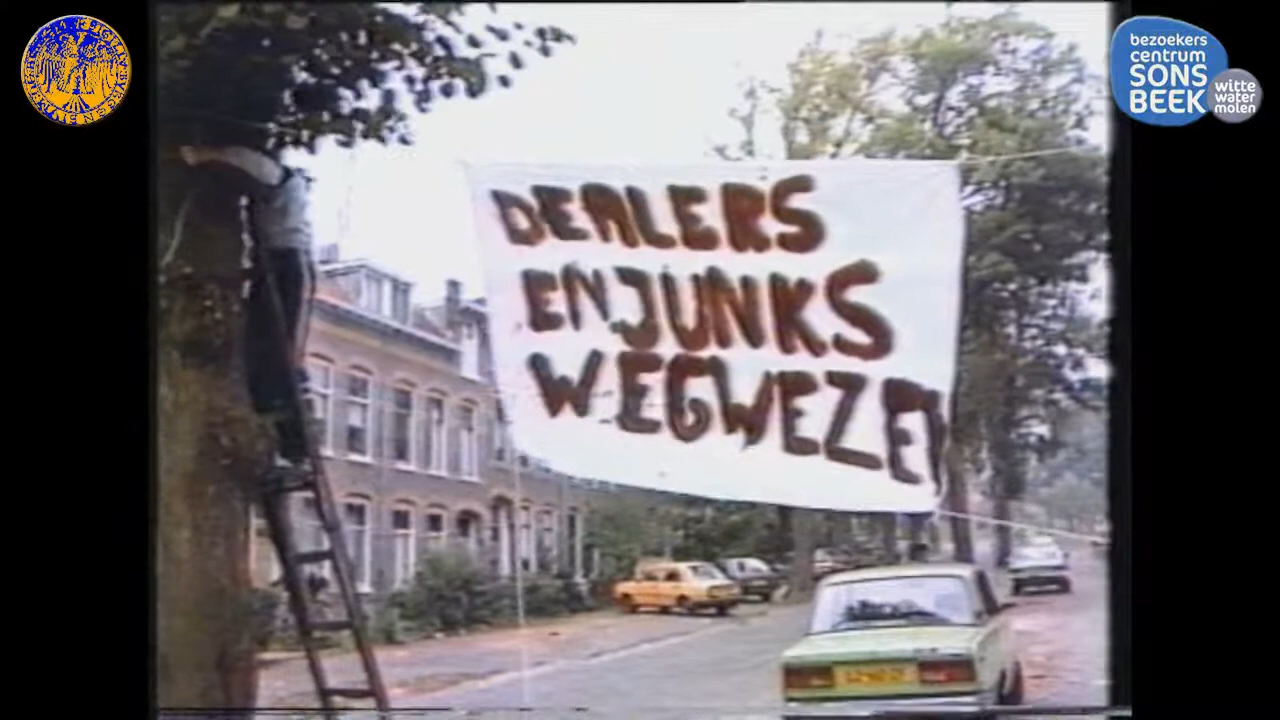 bezoekers
centrum
SONS
BEEK
witte
water
molen
DEALERS
EN JUNKS
WEGWEZEN